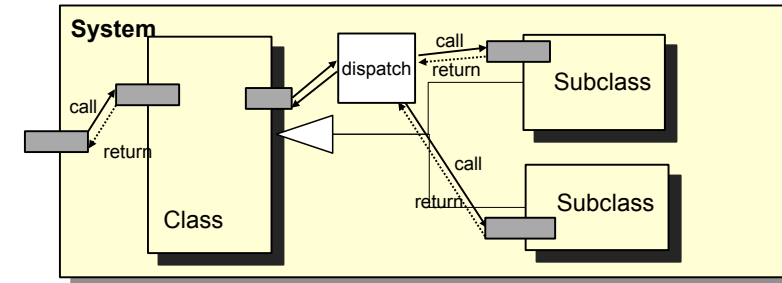 System
call
return
Class
dispatch
call
return
Subclass
call
return
Subclass